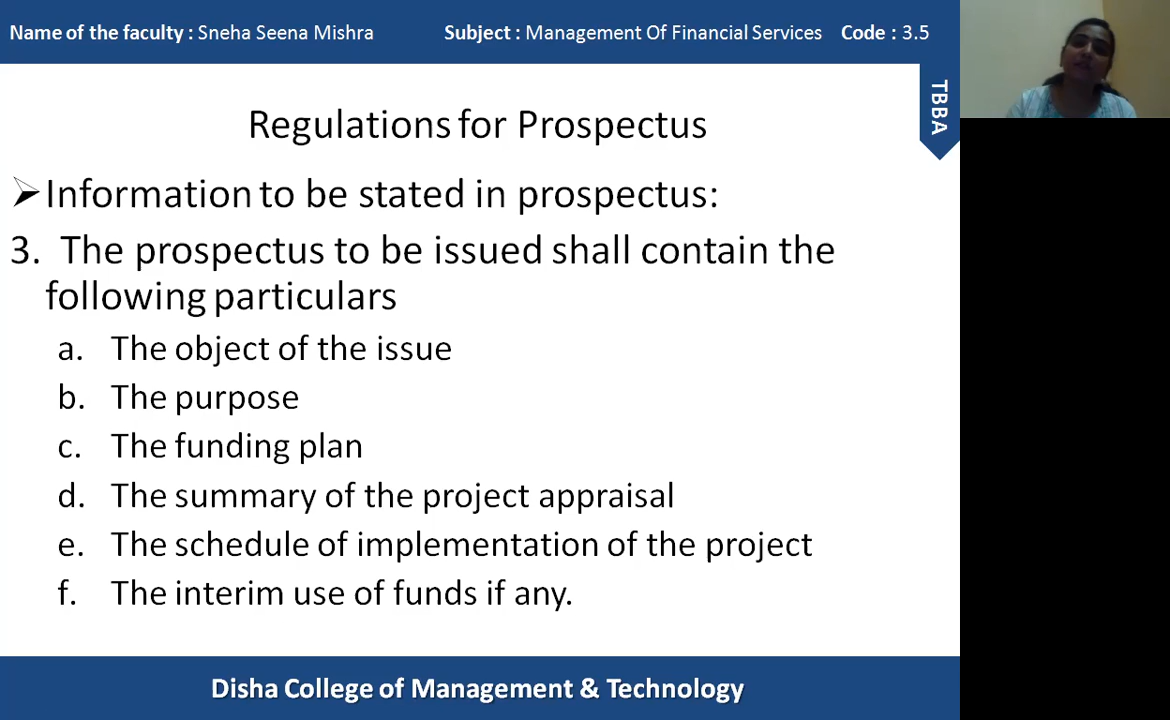 Name of the faculty : Sneha Seena Mishra Subject : Management Of Financial Services Code : 3.5
TBBA
Regulations for Prospectus
➢Information to be stated in prospectus:
3. The prospectus to be issued shall contain the
following particulars
a. The object of the issue
b. The purpose
c. The funding plan
d. The summary of the project appraisal
e. The schedule of implementation of the project
f. The interim use of funds if any.
Disha College of Management & Technology